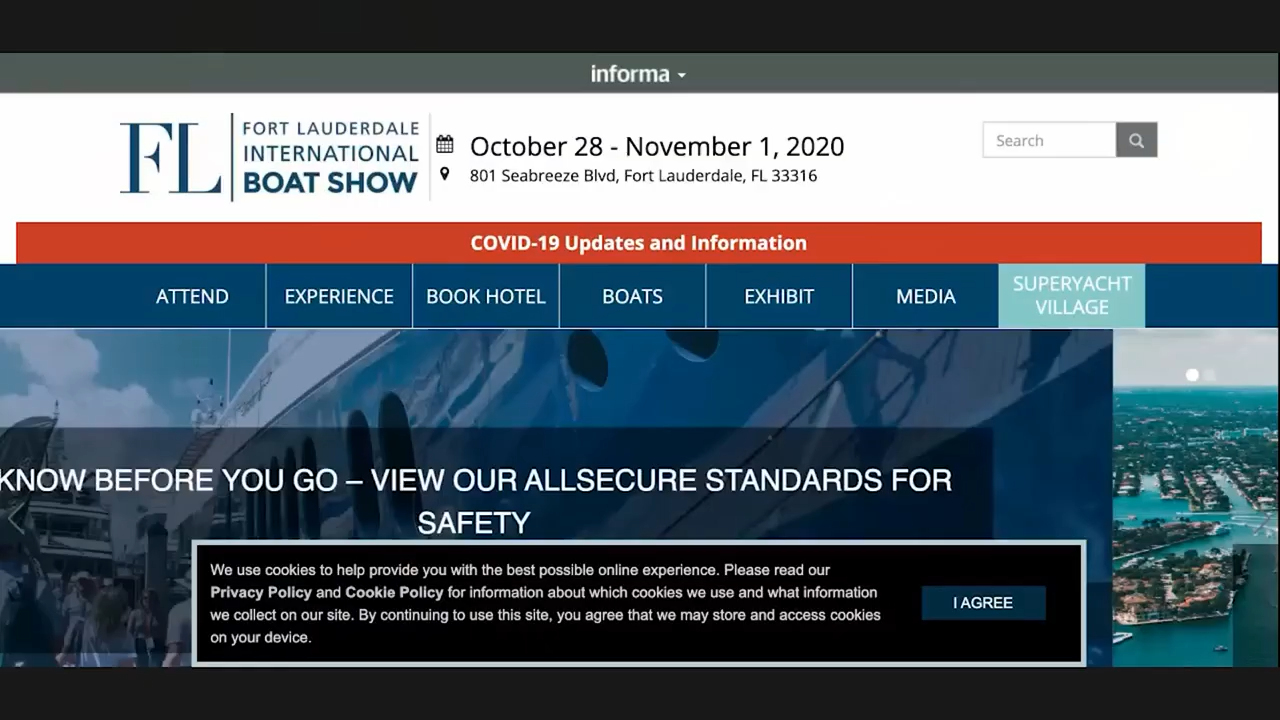 informa
FL
FORT LAUDERDALE
INTERNATIONAL
BOAT SHOW
October 28 - November 1, 2020
801 Seabreeze Blvd, Fort Lauderdale, FL 33316
Search
COVID-19 Updates and Information
ATTEND
EXPERIENCE
BOOK HOTEL
BOATS
EXHIBIT
MEDIA
SUPERYACHT
VILLAGE
KNOW BEFORE YOU GO – VIEW OUR ALLSECURE STANDARDS FOR
SAFETY
We use cookies to help provide you with the best possible online experience. Please read our
Privacy Policy and Cookie Policy for information about which cookies we use and what information
we collect on our site. By continuing to use this site, you agree that we may store and access cookies
on your device.
I AGREE